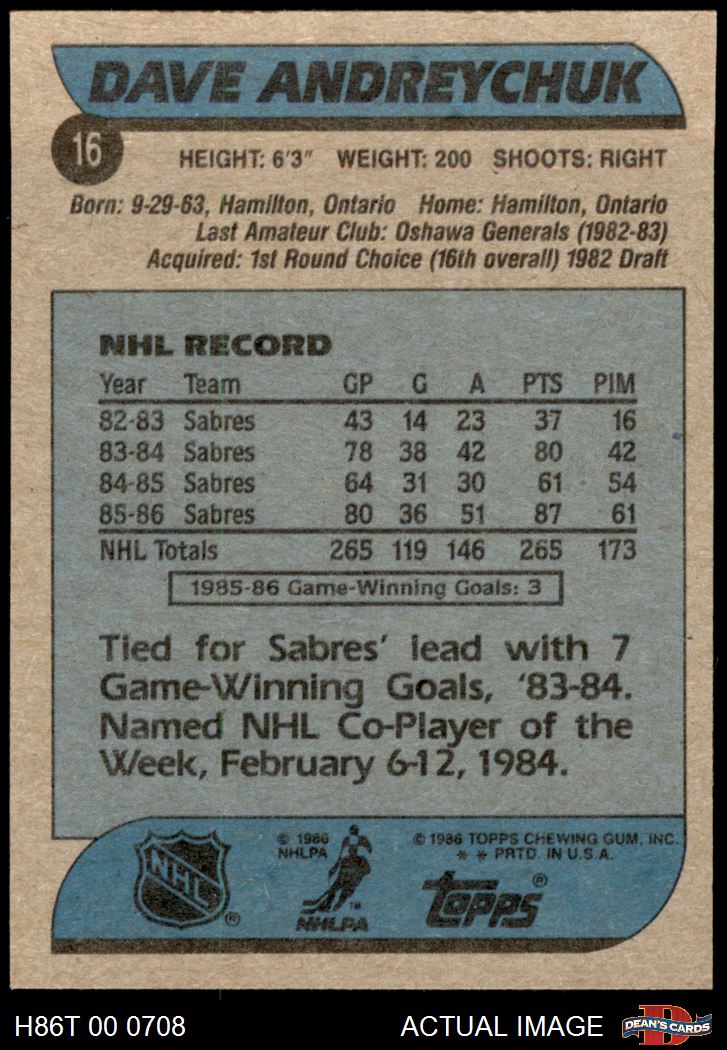 DAVE ANDREYCHUK
16
HEIGHT: 6'3" WEIGHT: 200 SHOOTS: RIGHT
Born: 9-29-63, Hamilton, Ontario Home: Hamilton, Ontario
Last Amateur Club: Oshawa Generals (1982-83)
Acquired: 1st Round Choice (16th overall) 1982 Draft
NHL RECORD
Year Team GP G A PTS PIM
82-83 Sabres 43 14 23 37 16
83-84 Sabres 78 38 42 80 42
84-85 Sabres 64 31 30 61 54
85-86 Sabres 80 36 51 87 61
NHL Totals 265 119 146 265 173
1985-86 Game-Winning Goals: 3
Tied for Sabres' lead with 7
Game-Winning Goals, '83-84.
Named NHL Co-Player of the
Week, February 6-12, 1984.
© 1986
NHLPA
© 1986 TOPPS CHEWING GUM, INC.
* * PRTD. IN U.S.A.
NHL ®
NHLPA ™
TOPPS ®
H86T 00 0708
ACTUAL IMAGE
D
DEAN'S CARDS